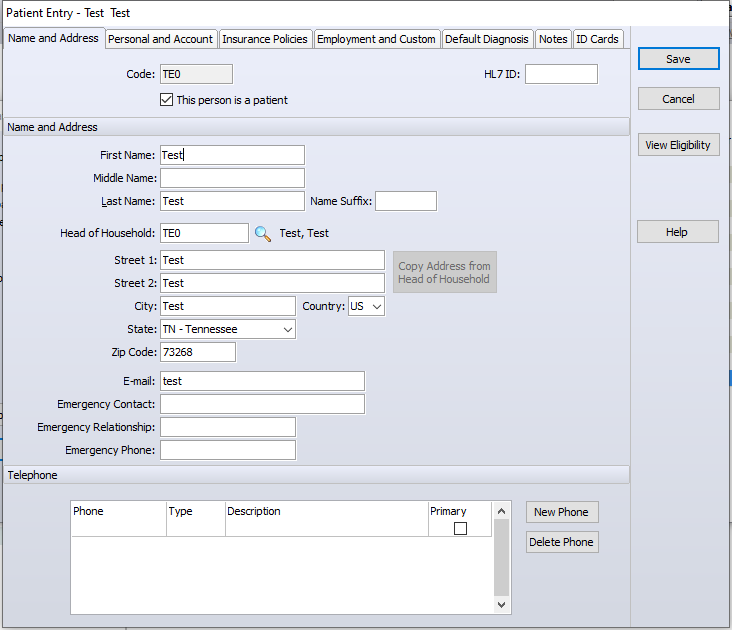 Patient Entry - Test  Test
Name and Address
Personal and Account
Insurance Policies
Employment and Custom
Default Diagnosis
Notes
ID Cards
Code: TE0
HL7 ID:
This person is a patient
Name and Address
First Name: Test
Middle Name:
Last Name: Test
Name Suffix:
Head of Household: TE0
Test, Test
Street 1: Test
Street 2: Test
Copy Address from
Head of Household
City: Test
Country: US
State: TN - Tennessee
Zip Code: 73268
E-mail: test
Emergency Contact:
Emergency Relationship:
Emergency Phone:
Telephone
Phone
Type
Description
Primary
New Phone
Delete Phone
Save
Cancel
View Eligibility
Help